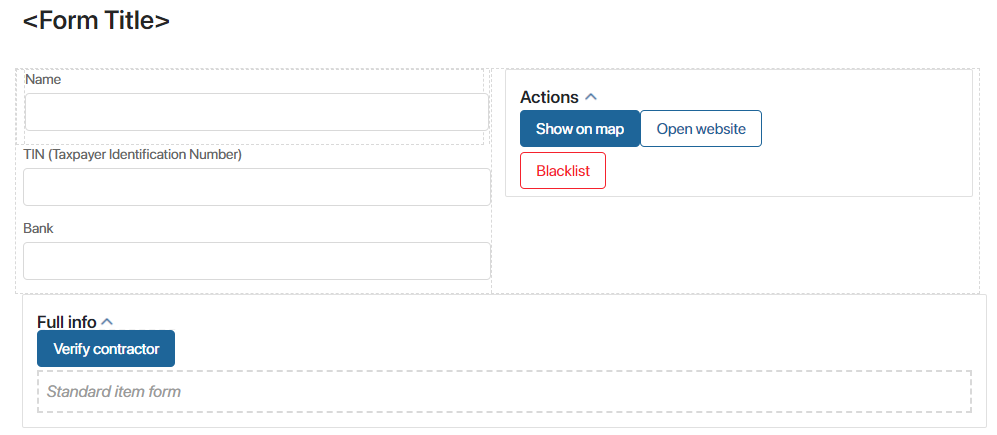 <Form Title>
Name
TIN (Taxpayer Identification Number)
Bank
Actions
Show on map Open website
Blacklist
Full info
Verify contractor
Standard item form